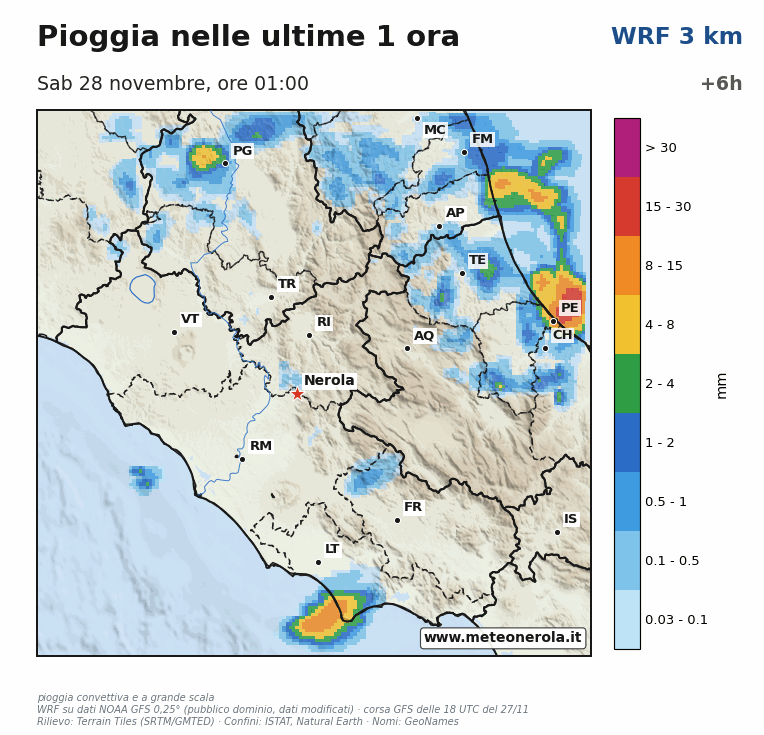 Pioggia nelle ultime 1 ora
WRF 3 km
Sab 28 novembre, ore 01:00
+6h
MC
FM
PG
AP
TE
TR
PE
VT
RI
AQ
CH
Nerola
RM
FR
IS
LT
www.meteonerola.it
> 30
15 - 30
8 - 15
4 - 8
2 - 4
1 - 2
0.5 - 1
0.1 - 0.5
0.03 - 0.1
mm
pioggia convettiva e a grande scala
WRF su dati NOAA GFS 0,25° (pubblico dominio, dati modificati) · corsa GFS delle 18 UTC del 27/11
Rilievo: Terrain Tiles (SRTM/GMTED) · Confini: ISTAT, Natural Earth · Nomi: GeoNames